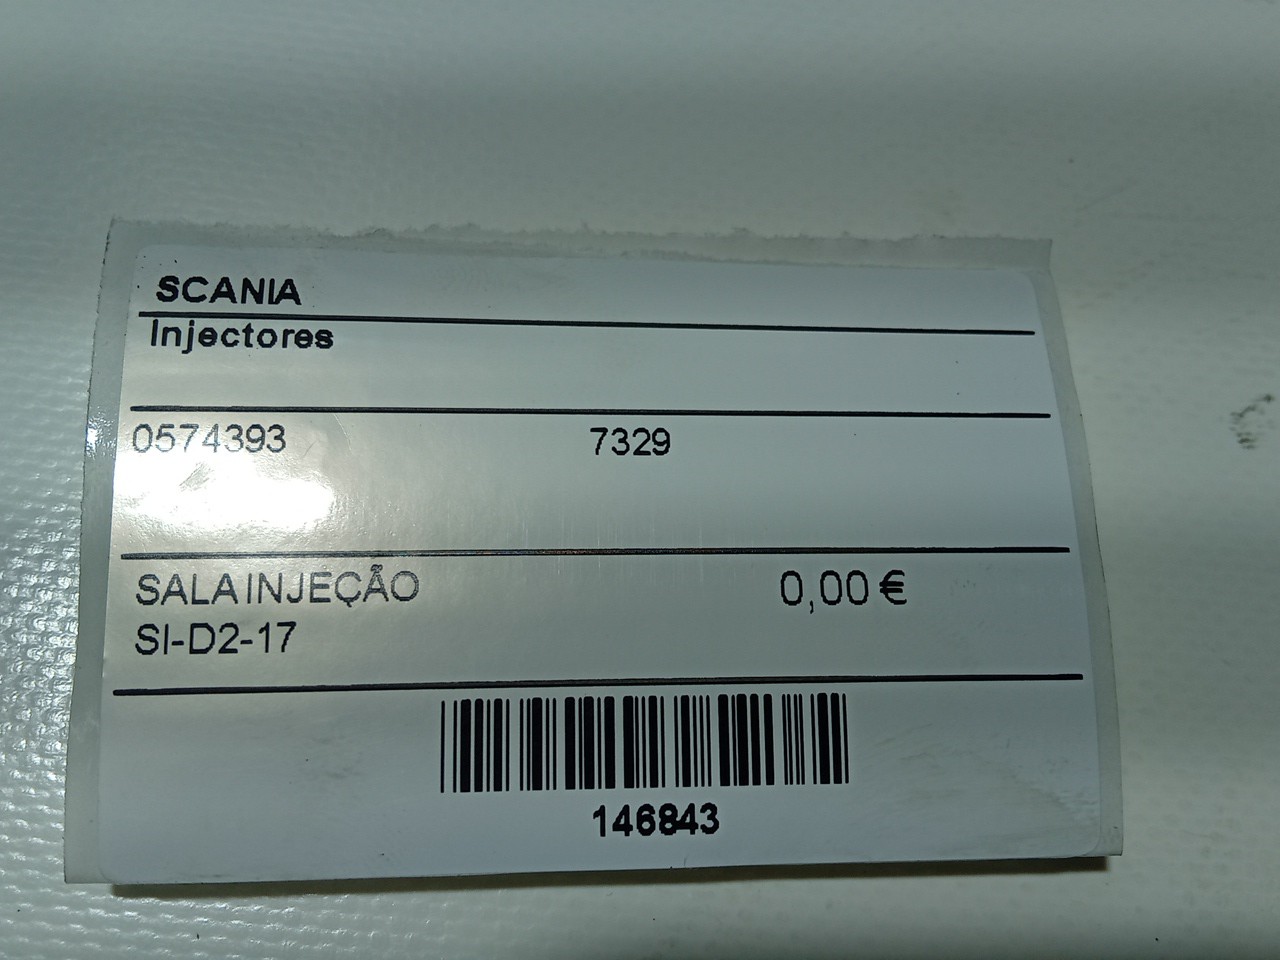 SCANIA
Injectores
0574393 7329
SALA INJEÇÃO 0,00 €
SI-D2-17
146843